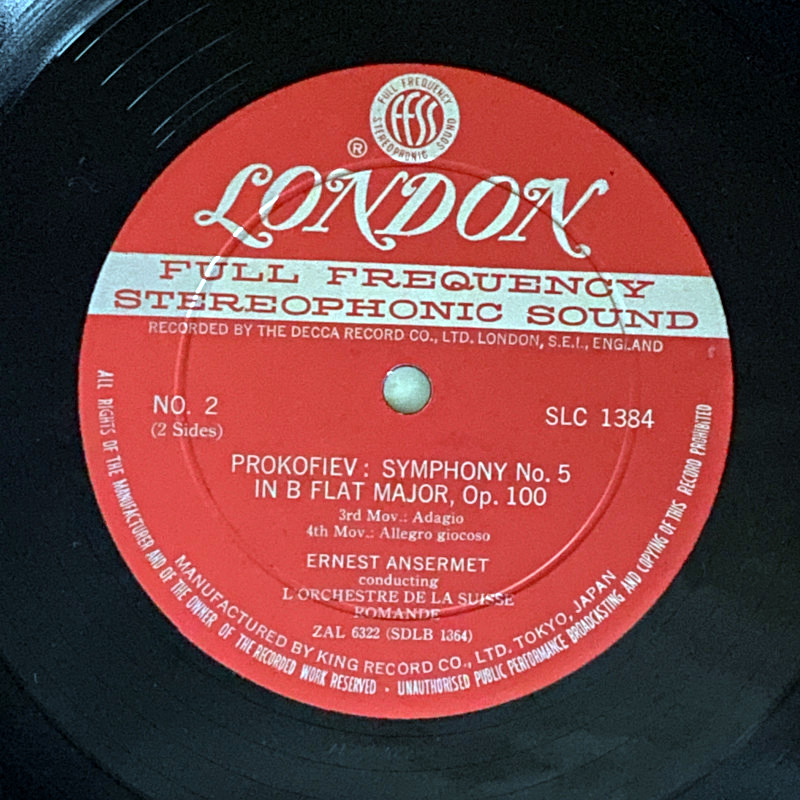 FULL FREQUENCY
FFSS
STEREOPHONIC SOUND
®
LONDON
FULL FREQUENCY
STEREOPHONIC SOUND
RECORDED BY THE DECCA RECORD CO., LTD. LONDON, S.E.I., ENGLAND
NO. 2
(2 Sides)
SLC 1384
PROKOFIEV : SYMPHONY No. 5
IN B FLAT MAJOR, Op. 100
3rd Mov.: Adagio
4th Mov.: Allegro giocoso
ERNEST ANSERMET
conducting
L'ORCHESTRE DE LA SUISSE
ROMANDE
ZAL 6322 (SDLB 1364)
MANUFACTURED BY KING RECORD CO., LTD. TOKYO, JAPAN
ALL RIGHTS OF THE MANUFACTURER AND OF THE OWNER OF THE RECORDED WORK RESERVED · UNAUTHORISED PUBLIC PERFORMANCE BROADCASTING AND COPYING OF THIS RECORD PROHIBITED